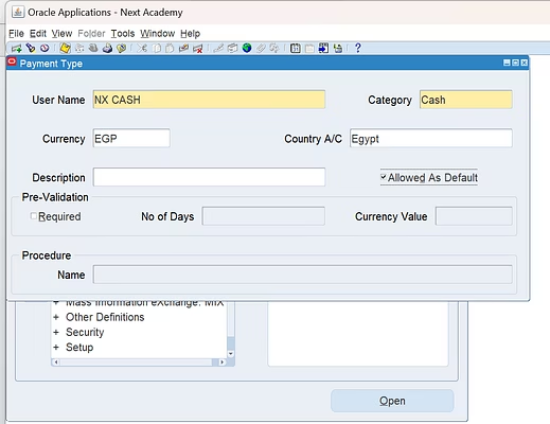 Oracle Applications - Next Academy
File Edit View Folder Tools Window Help
Payment Type
User Name NX CASH Category Cash
Currency EGP Country A/C Egypt
Description Allowed As Default
Pre-Validation
Required No of Days Currency Value
Procedure
Name
+ Mass Information eXchange: MIX
+ Other Definitions
+ Security
+ Setup
Open